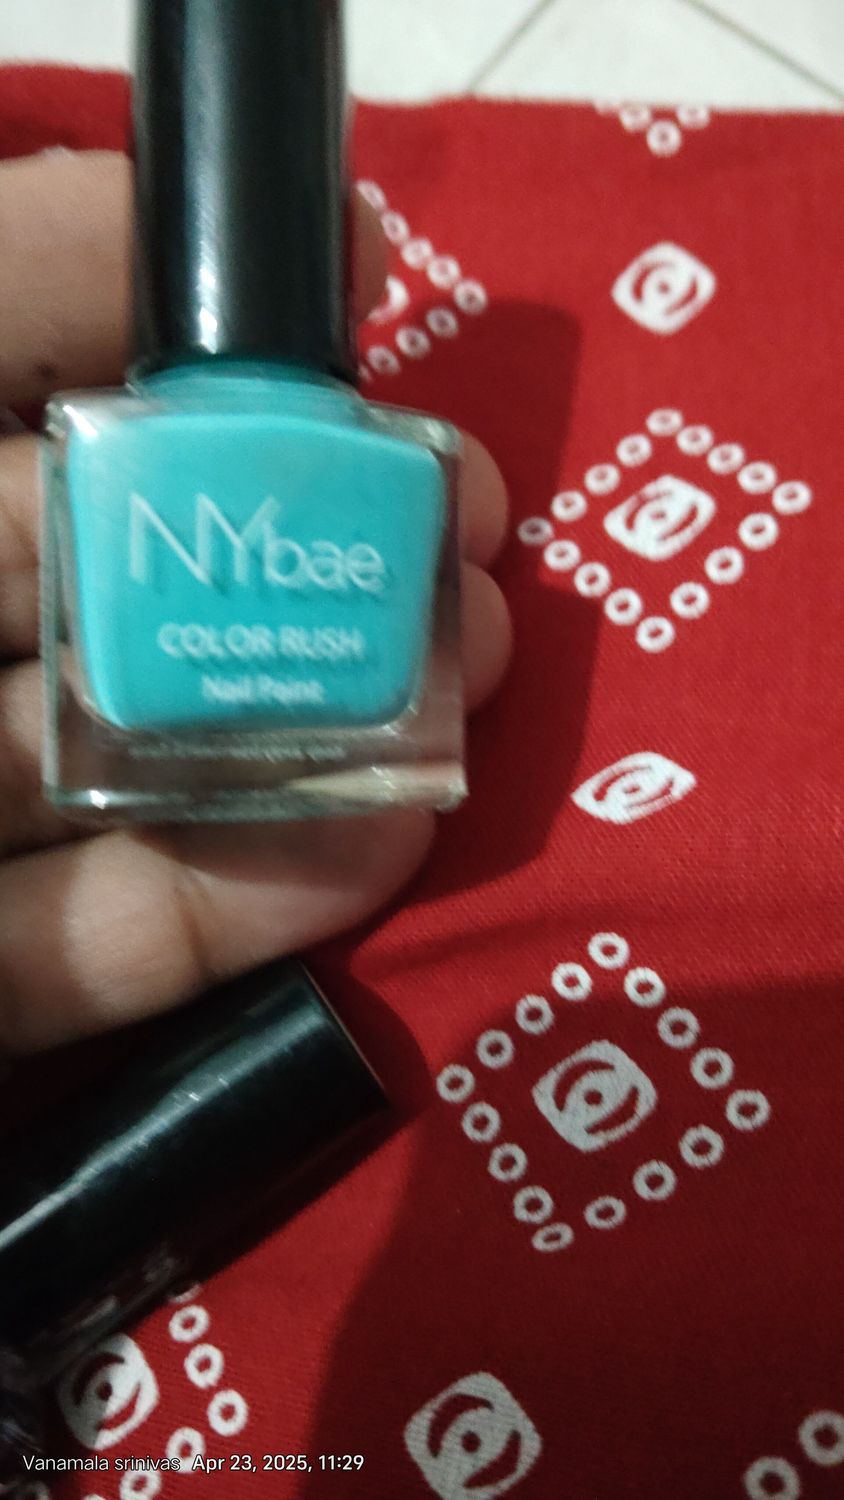 NYbae
COLOR RUSH
Nail Paint
Vanamala srinivas Apr 23, 2025, 11:29